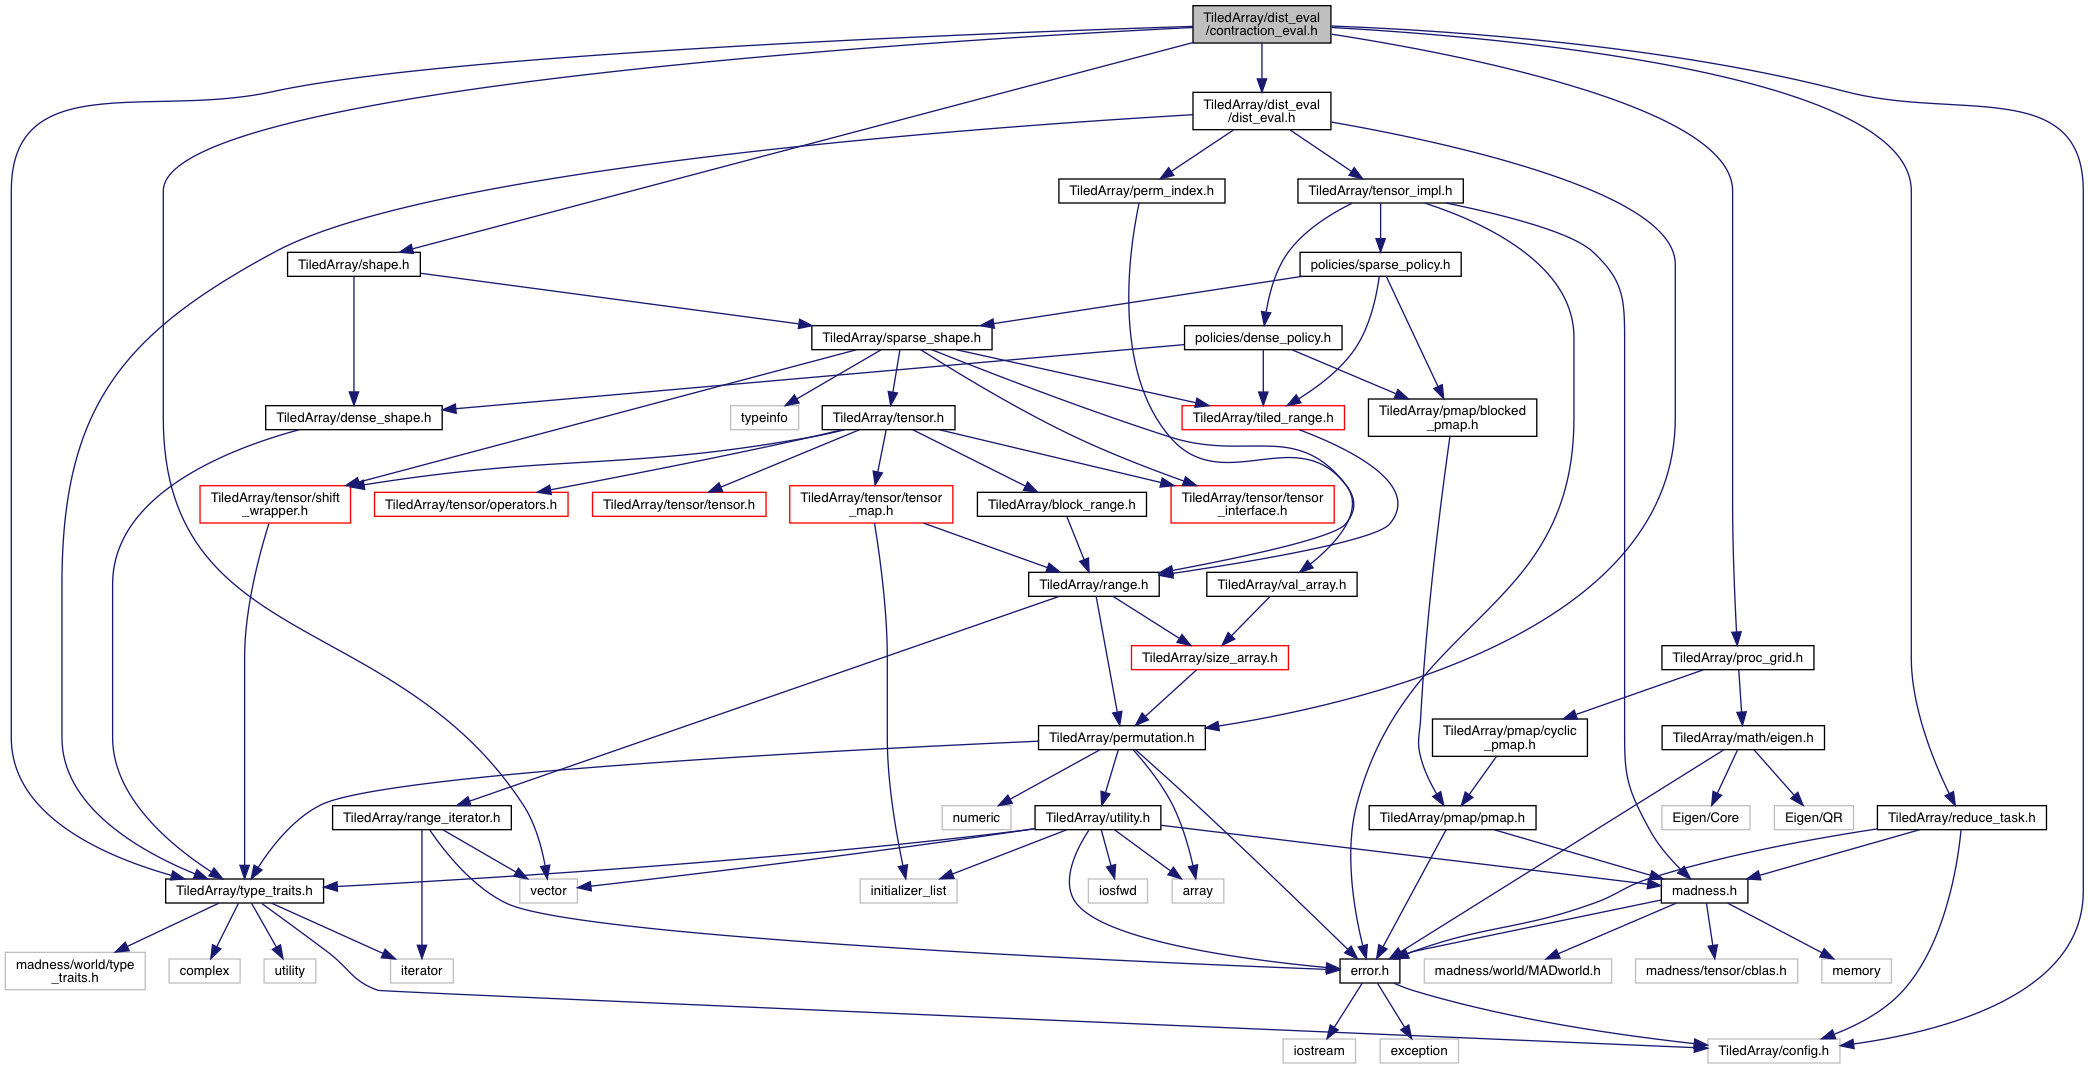 TiledArray/dist_eval
/contraction_eval.h
TiledArray/dist_eval
/dist_eval.h
TiledArray/perm_index.h
TiledArray/tensor_impl.h
TiledArray/shape.h
policies/sparse_policy.h
TiledArray/sparse_shape.h
policies/dense_policy.h
TiledArray/dense_shape.h
typeinfo
TiledArray/tensor.h
TiledArray/tiled_range.h
TiledArray/pmap/blocked
_pmap.h
TiledArray/tensor/shift
_wrapper.h
TiledArray/tensor/operators.h
TiledArray/tensor/tensor.h
TiledArray/tensor/tensor
_map.h
TiledArray/block_range.h
TiledArray/tensor/tensor
_interface.h
TiledArray/range.h
TiledArray/val_array.h
TiledArray/size_array.h
TiledArray/proc_grid.h
TiledArray/permutation.h
TiledArray/pmap/cyclic
_pmap.h
TiledArray/math/eigen.h
TiledArray/range_iterator.h
numeric
TiledArray/utility.h
TiledArray/pmap/pmap.h
Eigen/Core
Eigen/QR
TiledArray/reduce_task.h
TiledArray/type_traits.h
vector
initializer_list
iosfwd
array
madness.h
madness/world/type
_traits.h
complex
utility
iterator
error.h
madness/world/MADworld.h
madness/tensor/cblas.h
memory
iostream
exception
TiledArray/config.h